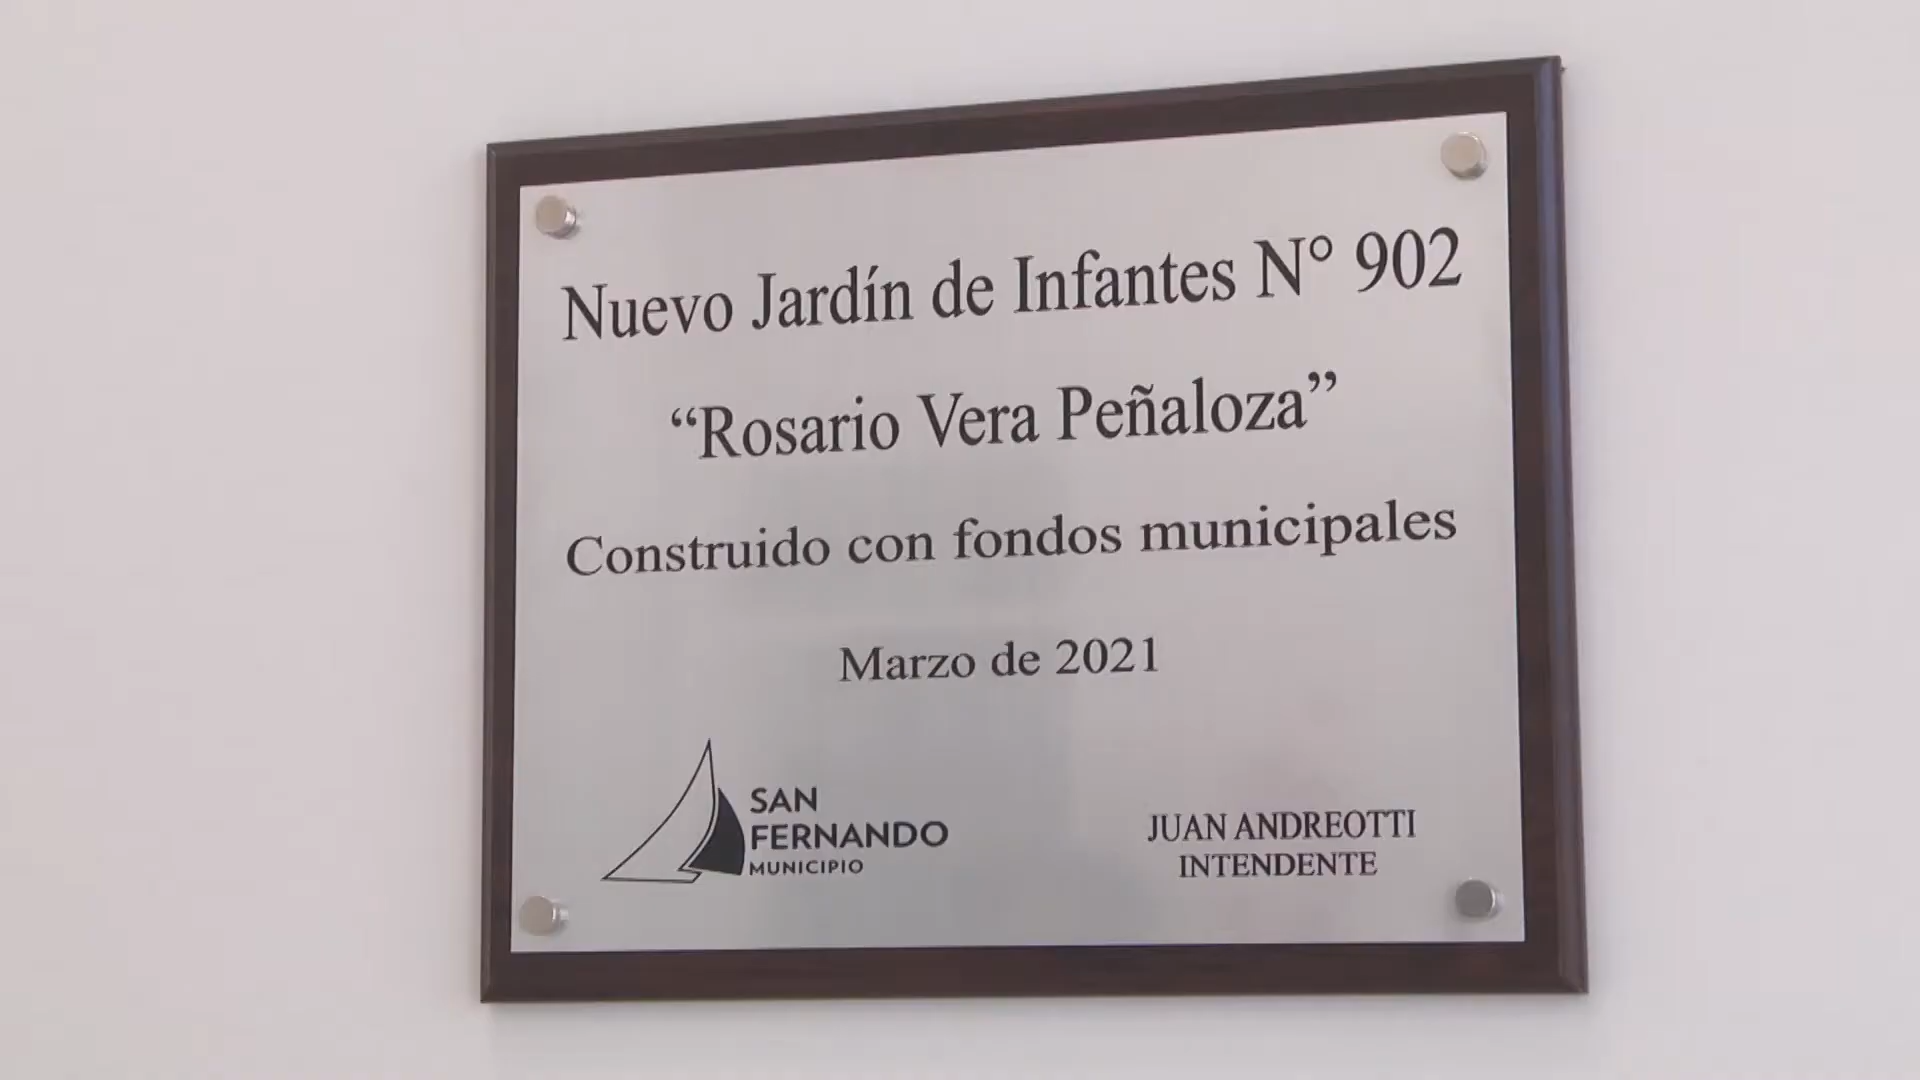 Nuevo Jardín de Infantes N° 902
“Rosario Vera Peñaloza”
Construido con fondos municipales
Marzo de 2021
SAN
FERNANDO
MUNICIPIO
JUAN ANDREOTTI
INTENDENTE